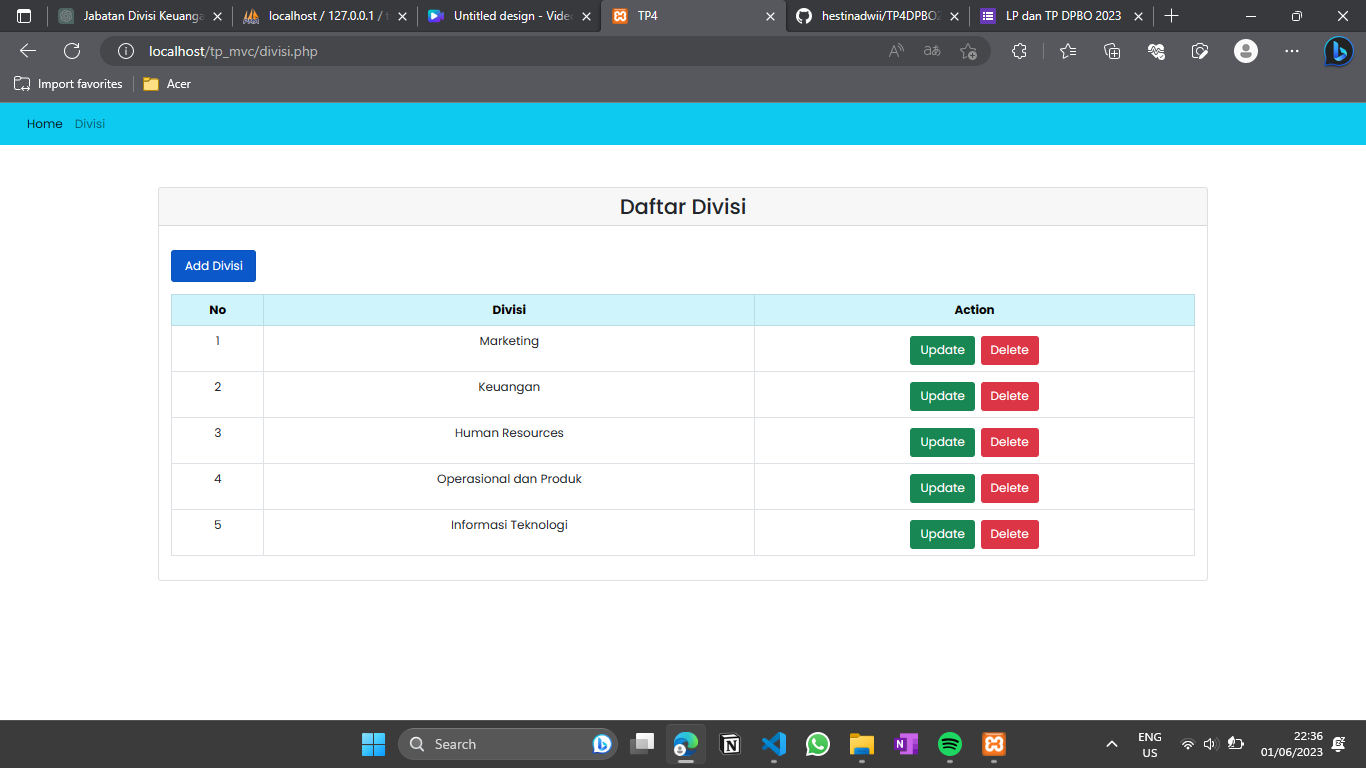 Jabatan Divisi Keuanga
localhost / 127.0.0.1 / t
Untitled design - Vide
TP4
hestinadwii/TP4DPBO2
LP dan TP DPBO 2023
localhost/tp_mvc/divisi.php
Import favorites
Acer
Home Divisi
Daftar Divisi
Add Divisi
No Divisi Action
1 Marketing Update Delete
2 Keuangan Update Delete
3 Human Resources Update Delete
4 Operasional dan Produk Update Delete
5 Informasi Teknologi Update Delete
Search
ENG
US
22:36
01/06/2023